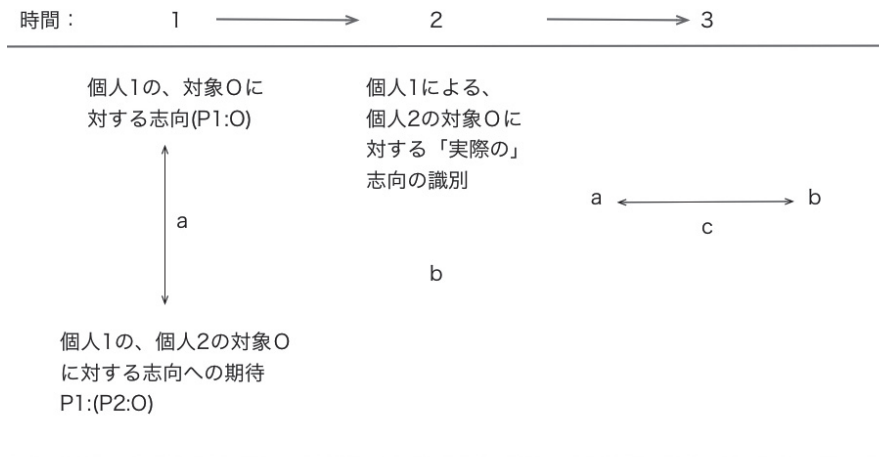 時間： 1 2 3
個人1の、対象Oに
対する志向(P1:O)
a
個人1の、個人2の対象O
に対する志向への期待
P1:(P2:O)
個人1による、
個人2の対象Oに
対する「実際の」
志向の識別
b
a b
c